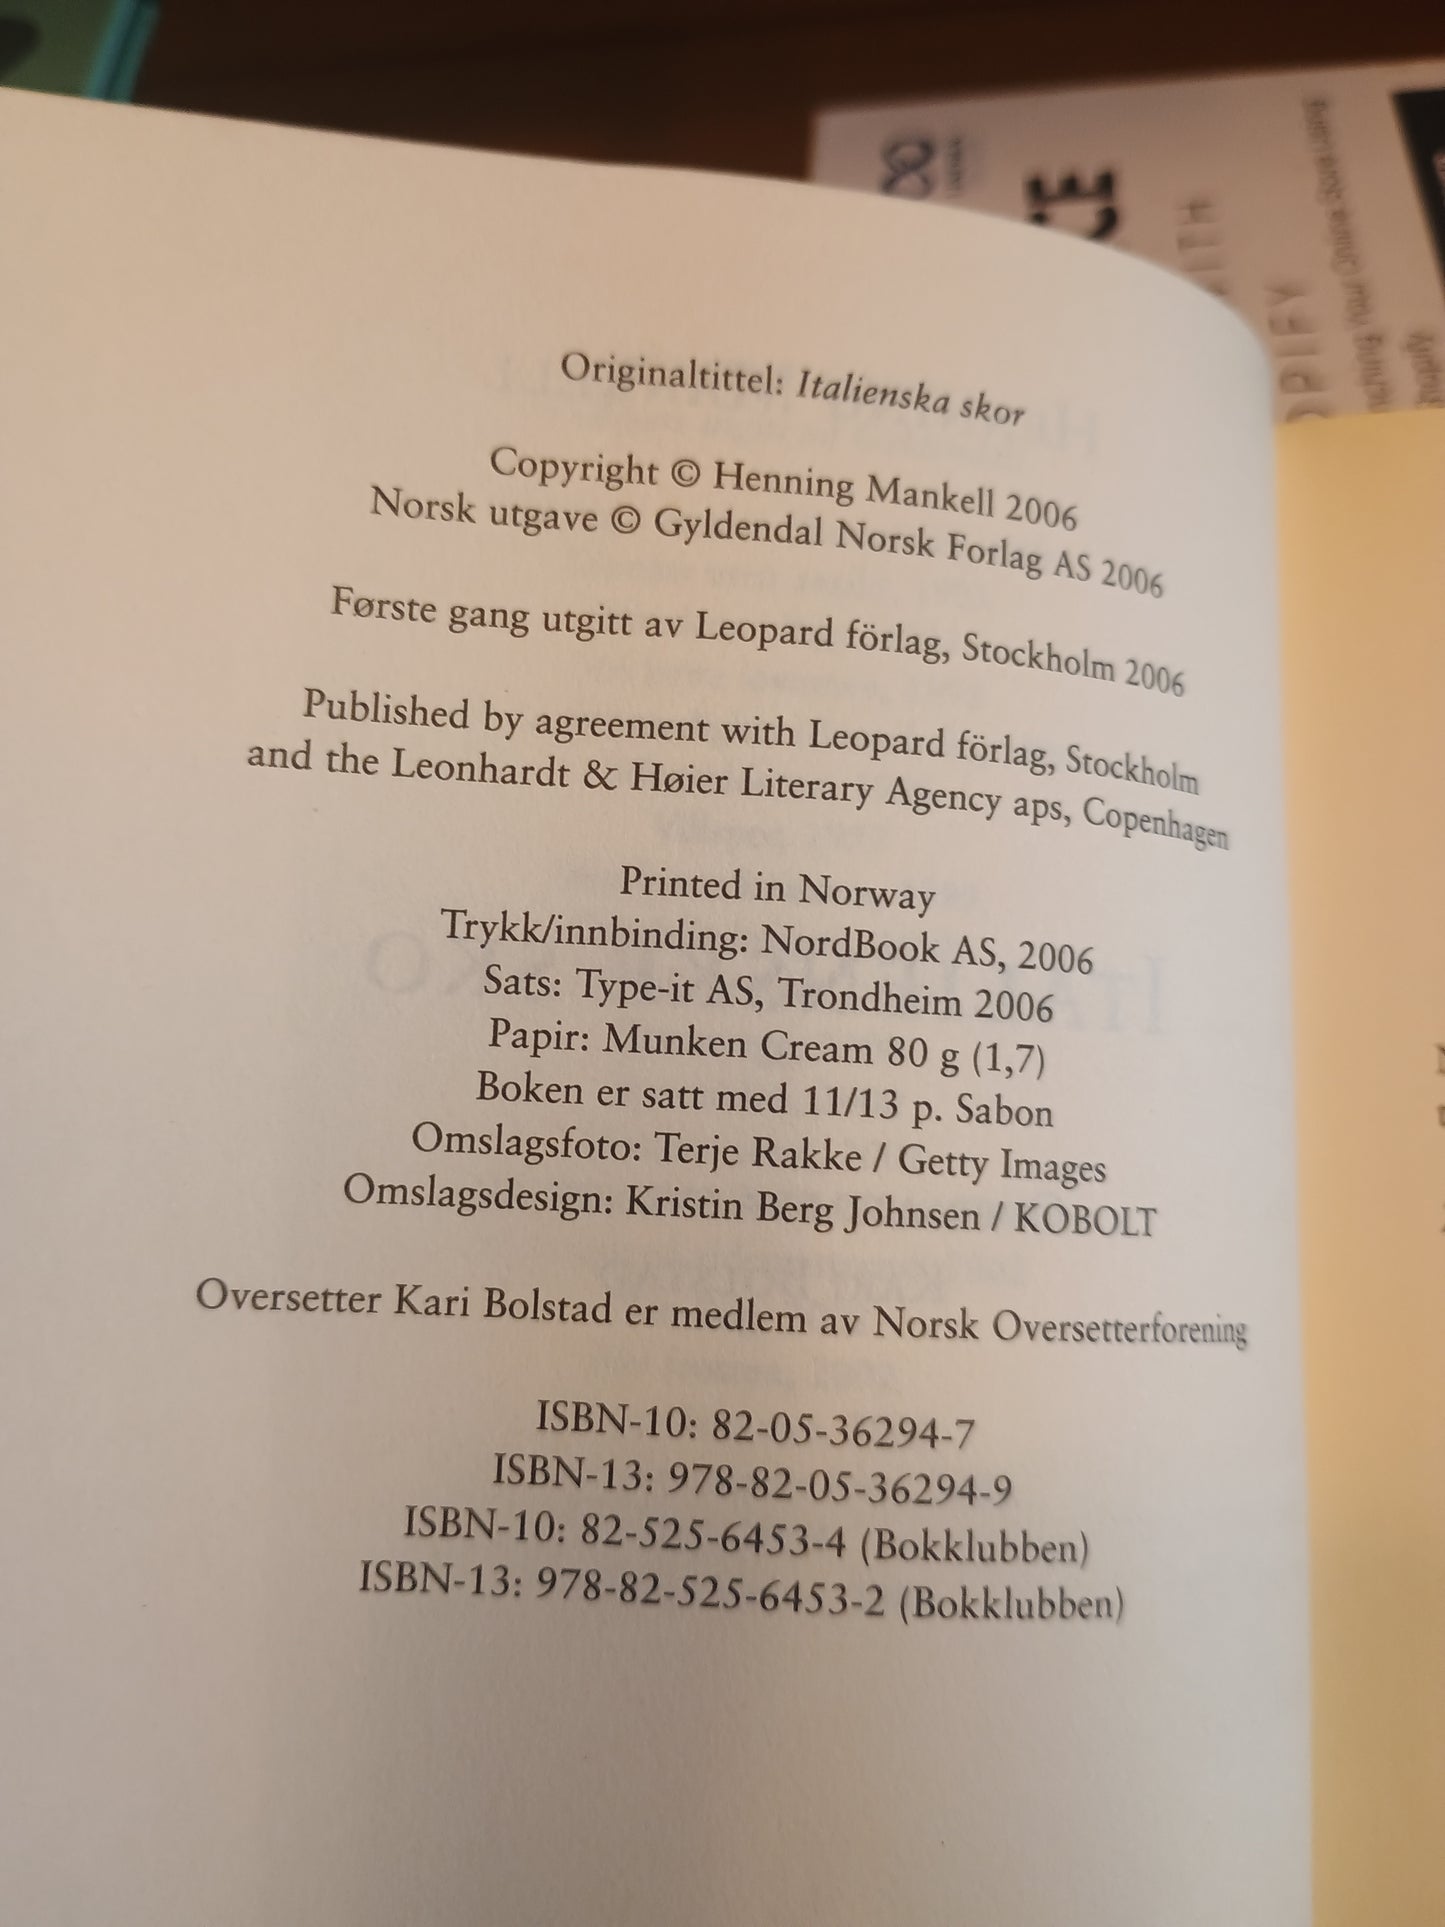 Originaltittel: Italienska skor
Copyright © Henning Mankell 2006
Norsk utgave © Gyldendal Norsk Forlag AS 2006
Første gang utgitt av Leopard förlag, Stockholm 2006
Published by agreement with Leopard förlag, Stockholm
and the Leonhardt & Høier Literary Agency aps, Copenhagen
Printed in Norway
Trykk/innbinding: NordBook AS, 2006
Sats: Type-it AS, Trondheim 2006
Papir: Munken Cream 80 g (1,7)
Boken er satt med 11/13 p. Sabon
Omslagsfoto: Terje Rakke / Getty Images
Omslagsdesign: Kristin Berg Johnsen / KOBOLT
Oversetter Kari Bolstad er medlem av Norsk Oversetterforening
ISBN-10: 82-05-36294-7
ISBN-13: 978-82-05-36294-9
ISBN-10: 82-525-6453-4 (Bokklubben)
ISBN-13: 978-82-525-6453-2 (Bokklubben)